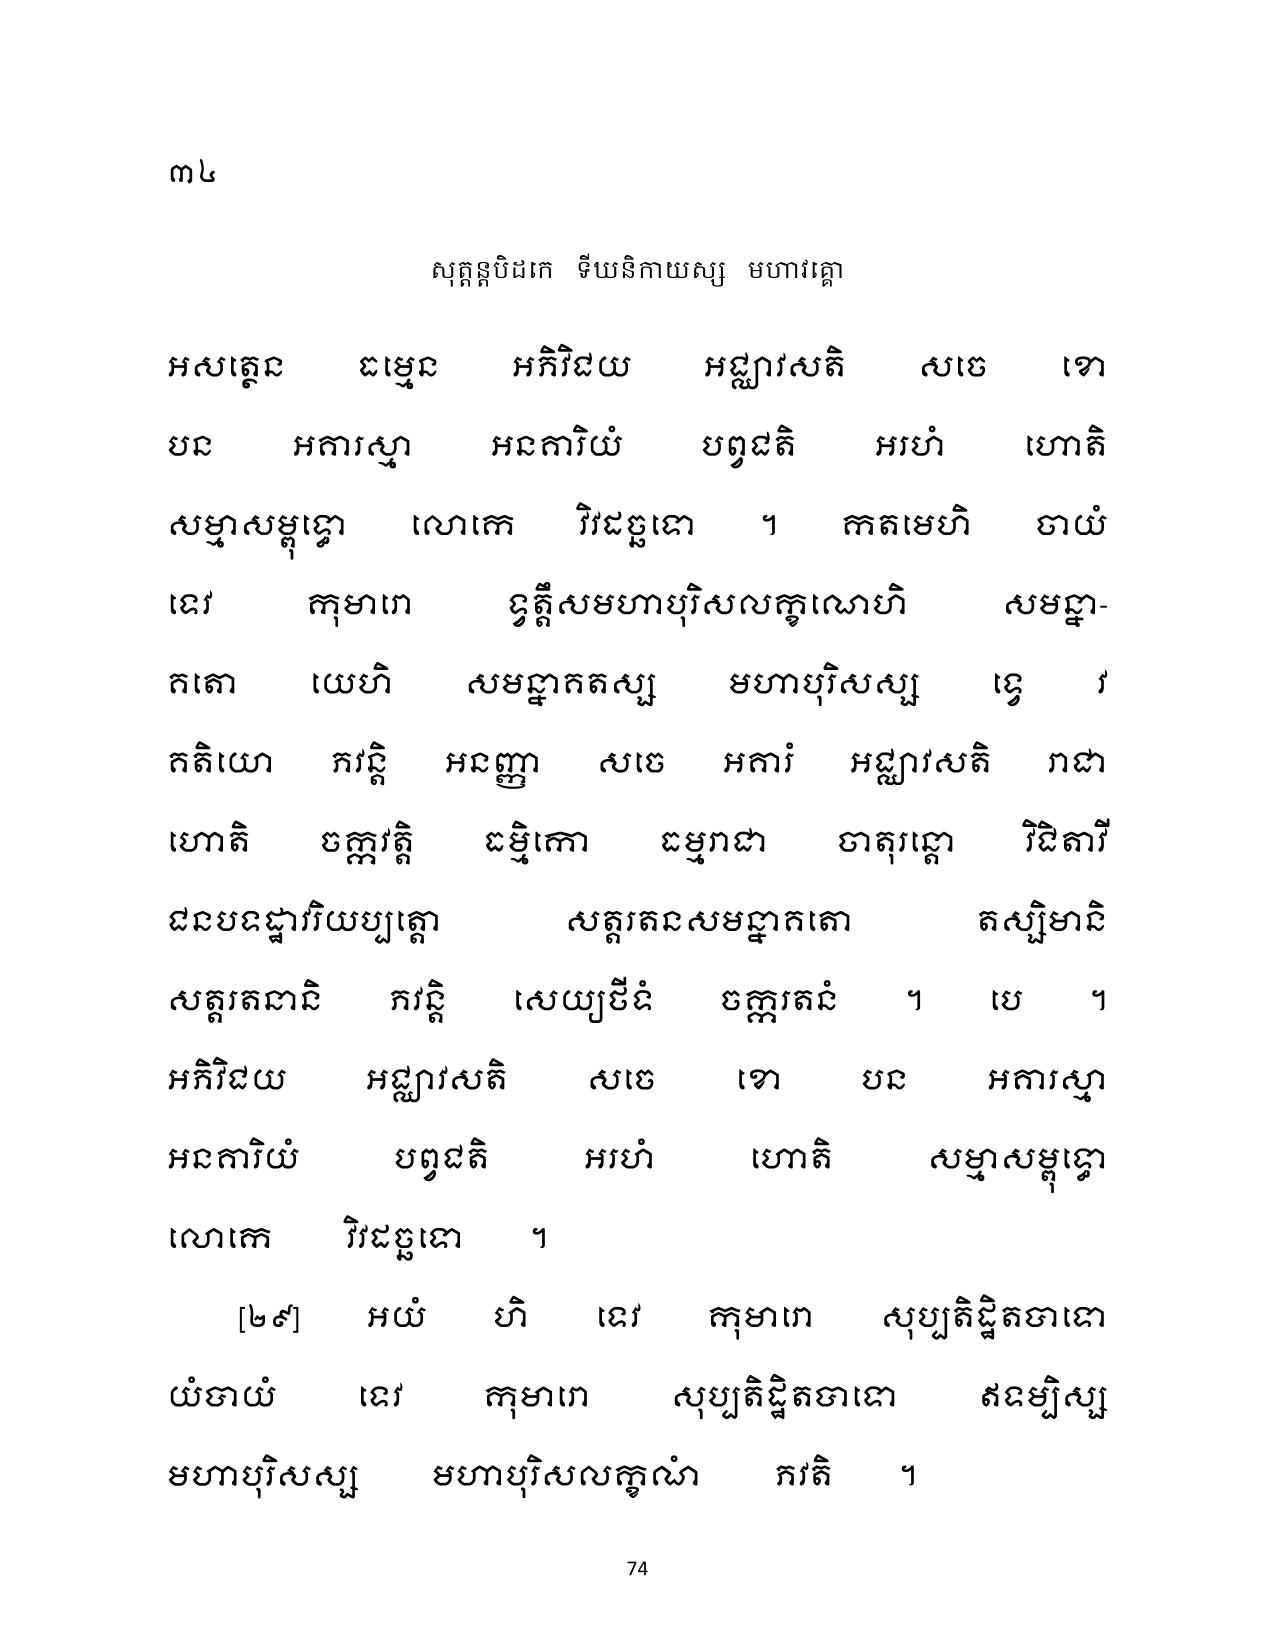 ៣៤
សុត្តន្តបិដកេ ទីឃនិកាយស្ស មហាវគ្គោ
អសត្ថេន ធម្មេន អភិវិជយ អជ្ឈាវសតិ សចេ ខោ
បន អគារស្មា អនគារិយំ បព្វជតិ អរហំ ហោតិ
សម្មាសម្ពុទ្ធោ លោកេ វិវដច្ឆទោ ។ កតមេហិ ចាយំ
ទេវ កុមារោ ទ្វត្តឹសមហាបុរិសលក្ខណេហិ សមន្នា-
គតោ យេហិ សមន្នាគតស្ស មហាបុរិសស្ស ទ្វេ វ
គតិយោ ភវន្តិ អនញ្ញា សចេ អគារំ អជ្ឈាវសតិ រាជា
ហោតិ ចក្កវត្តិ ធម្មិកោ ធម្មរាជា ចាតុរន្តោ វិជិតាវី
ជនបទដ្ឋាវរិយប្បត្តោ សត្តរតនសមន្នាគតោ តស្សិមានិ
សត្តរតនានិ ភវន្តិ សេយ្យថីទំ ចក្ករតនំ ។ បេ ។
អភិវិជយ អជ្ឈាវសតិ សចេ ខោ បន អគារស្មា
អនគារិយំ បព្វជតិ អរហំ ហោតិ សម្មាសម្ពុទ្ធោ
លោកេ វិវដច្ឆទោ ។
[២៩] អយំ ហិ ទេវ កុមារោ សុប្បតិដ្ឋិតបាទោ
យំបាយំ ទេវ កុមារោ សុប្បតិដ្ឋិតបាទោ ឥទម្បិស្ស
មហាបុរិសស្ស មហាបុរិសលក្ខណំ ភវតិ ។
74